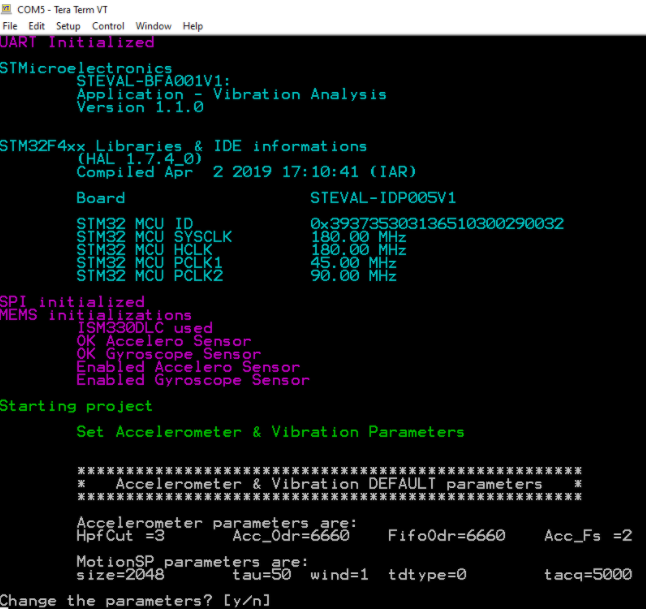 COM5 - Tera Term VT
File Edit Setup Control Window Help
UART Initialized
STMicroelectronics
STEVAL-BFA001V1:
Application - Vibration Analysis
Version 1.1.0
STM32F4xx Libraries & IDE informations
(HAL 1.7.4_0)
Compiled Apr  2 2019 17:10:41 (IAR)
Board STEVAL-IDP005V1
STM32 MCU ID 0x393735303136510300290032
STM32 MCU SYSCLK 180.00 MHz
STM32 MCU HCLK 180.00 MHz
STM32 MCU PCLK1 45.00 MHz
STM32 MCU PCLK2 90.00 MHz
SPI initialized
MEMS initializations
ISM330DLC used
OK Accelero Sensor
OK Gyroscope Sensor
Enabled Accelero Sensor
Enabled Gyroscope Sensor
Starting project
Set Accelerometer & Vibration Parameters
****************************************************
*   Accelerometer & Vibration DEFAULT parameters   *
****************************************************
Accelerometer parameters are:
HpfCut =3 Acc_Odr=6660 FifoOdr=6660 Acc_Fs =2
MotionSP parameters are:
size=2048 tau=50 wind=1 tdtype=0 tacq=5000
Change the parameters? [y/n]